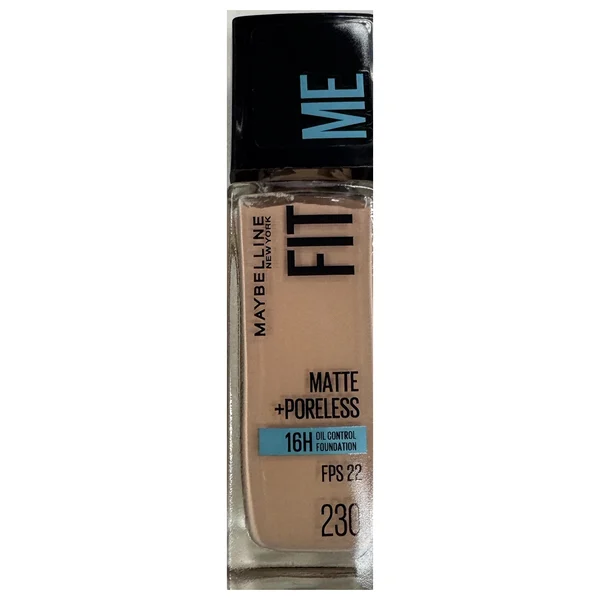 FIT ME
MAYBELLINE
NEW YORK
MATTE
+PORELESS
16H OIL CONTROL
FOUNDATION
FPS 22
230